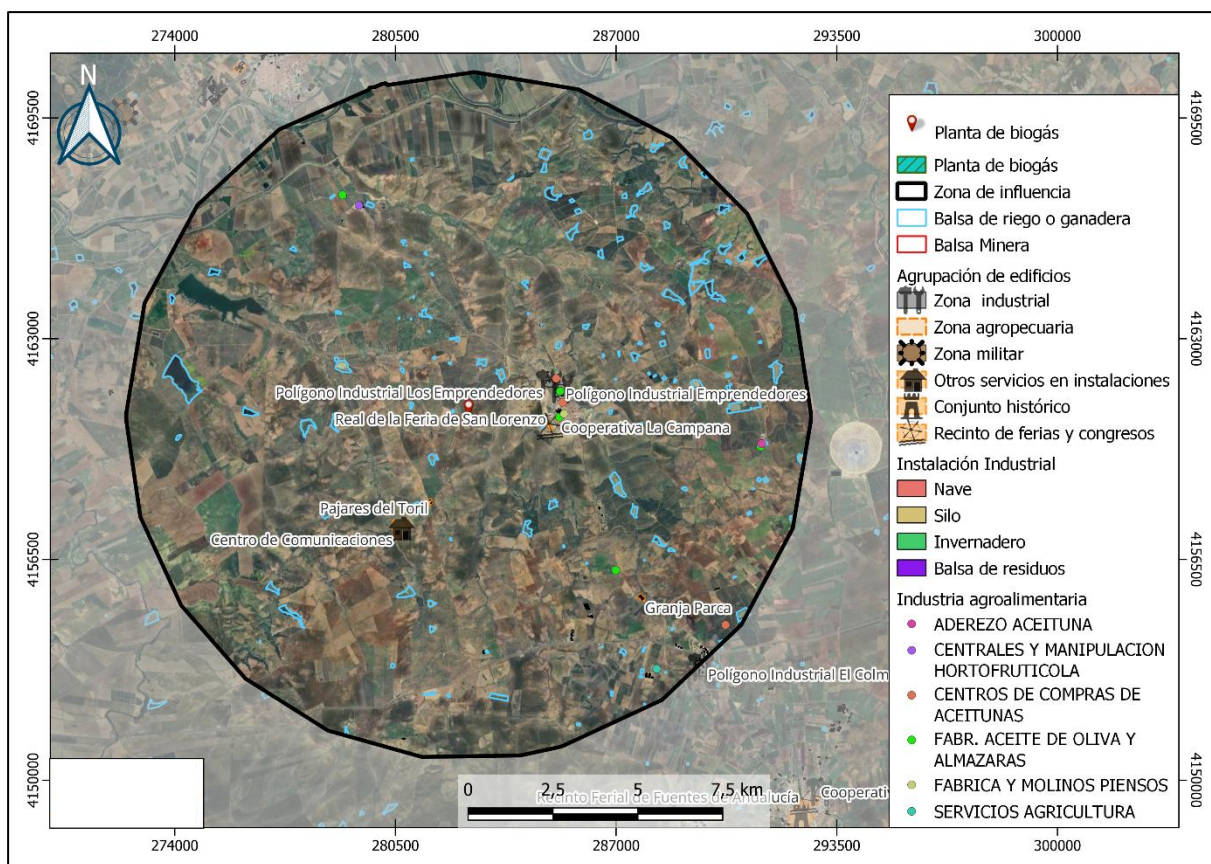 274000 280500 287000 293500 300000
N
4169500
4163000
4156500
4150000
Polígono Industrial Los Emprendedores
Polígono Industrial Emprendedores
Real de la Feria de San Lorenzo
Cooperativa La Campana
Pajares del Toril
Centro de Comunicaciones
Granja Parca
Polígono Industrial El Colm
Recinto Ferial de Fuentes de Andalucía
Cooperativ
0 2,5 5 7,5 km
Planta de biogás
Planta de biogás
Zona de influencia
Balsa de riego o ganadera
Balsa Minera
Agrupación de edificios
Zona industrial
Zona agropecuaria
Zona militar
Otros servicios en instalaciones
Conjunto histórico
Recinto de ferias y congresos
Instalación Industrial
Nave
Silo
Invernadero
Balsa de residuos
Industria agroalimentaria
ADEREZO ACEITUNA
CENTRALES Y MANIPULACION
HORTOFRUTICOLA
CENTROS DE COMPRAS DE
ACEITUNAS
FABR. ACEITE DE OLIVA Y
ALMAZARAS
FABRICA Y MOLINOS PIENSOS
SERVICIOS AGRICULTURA
4169500
4163000
4156500
4150000
274000 280500 287000 293500 300000